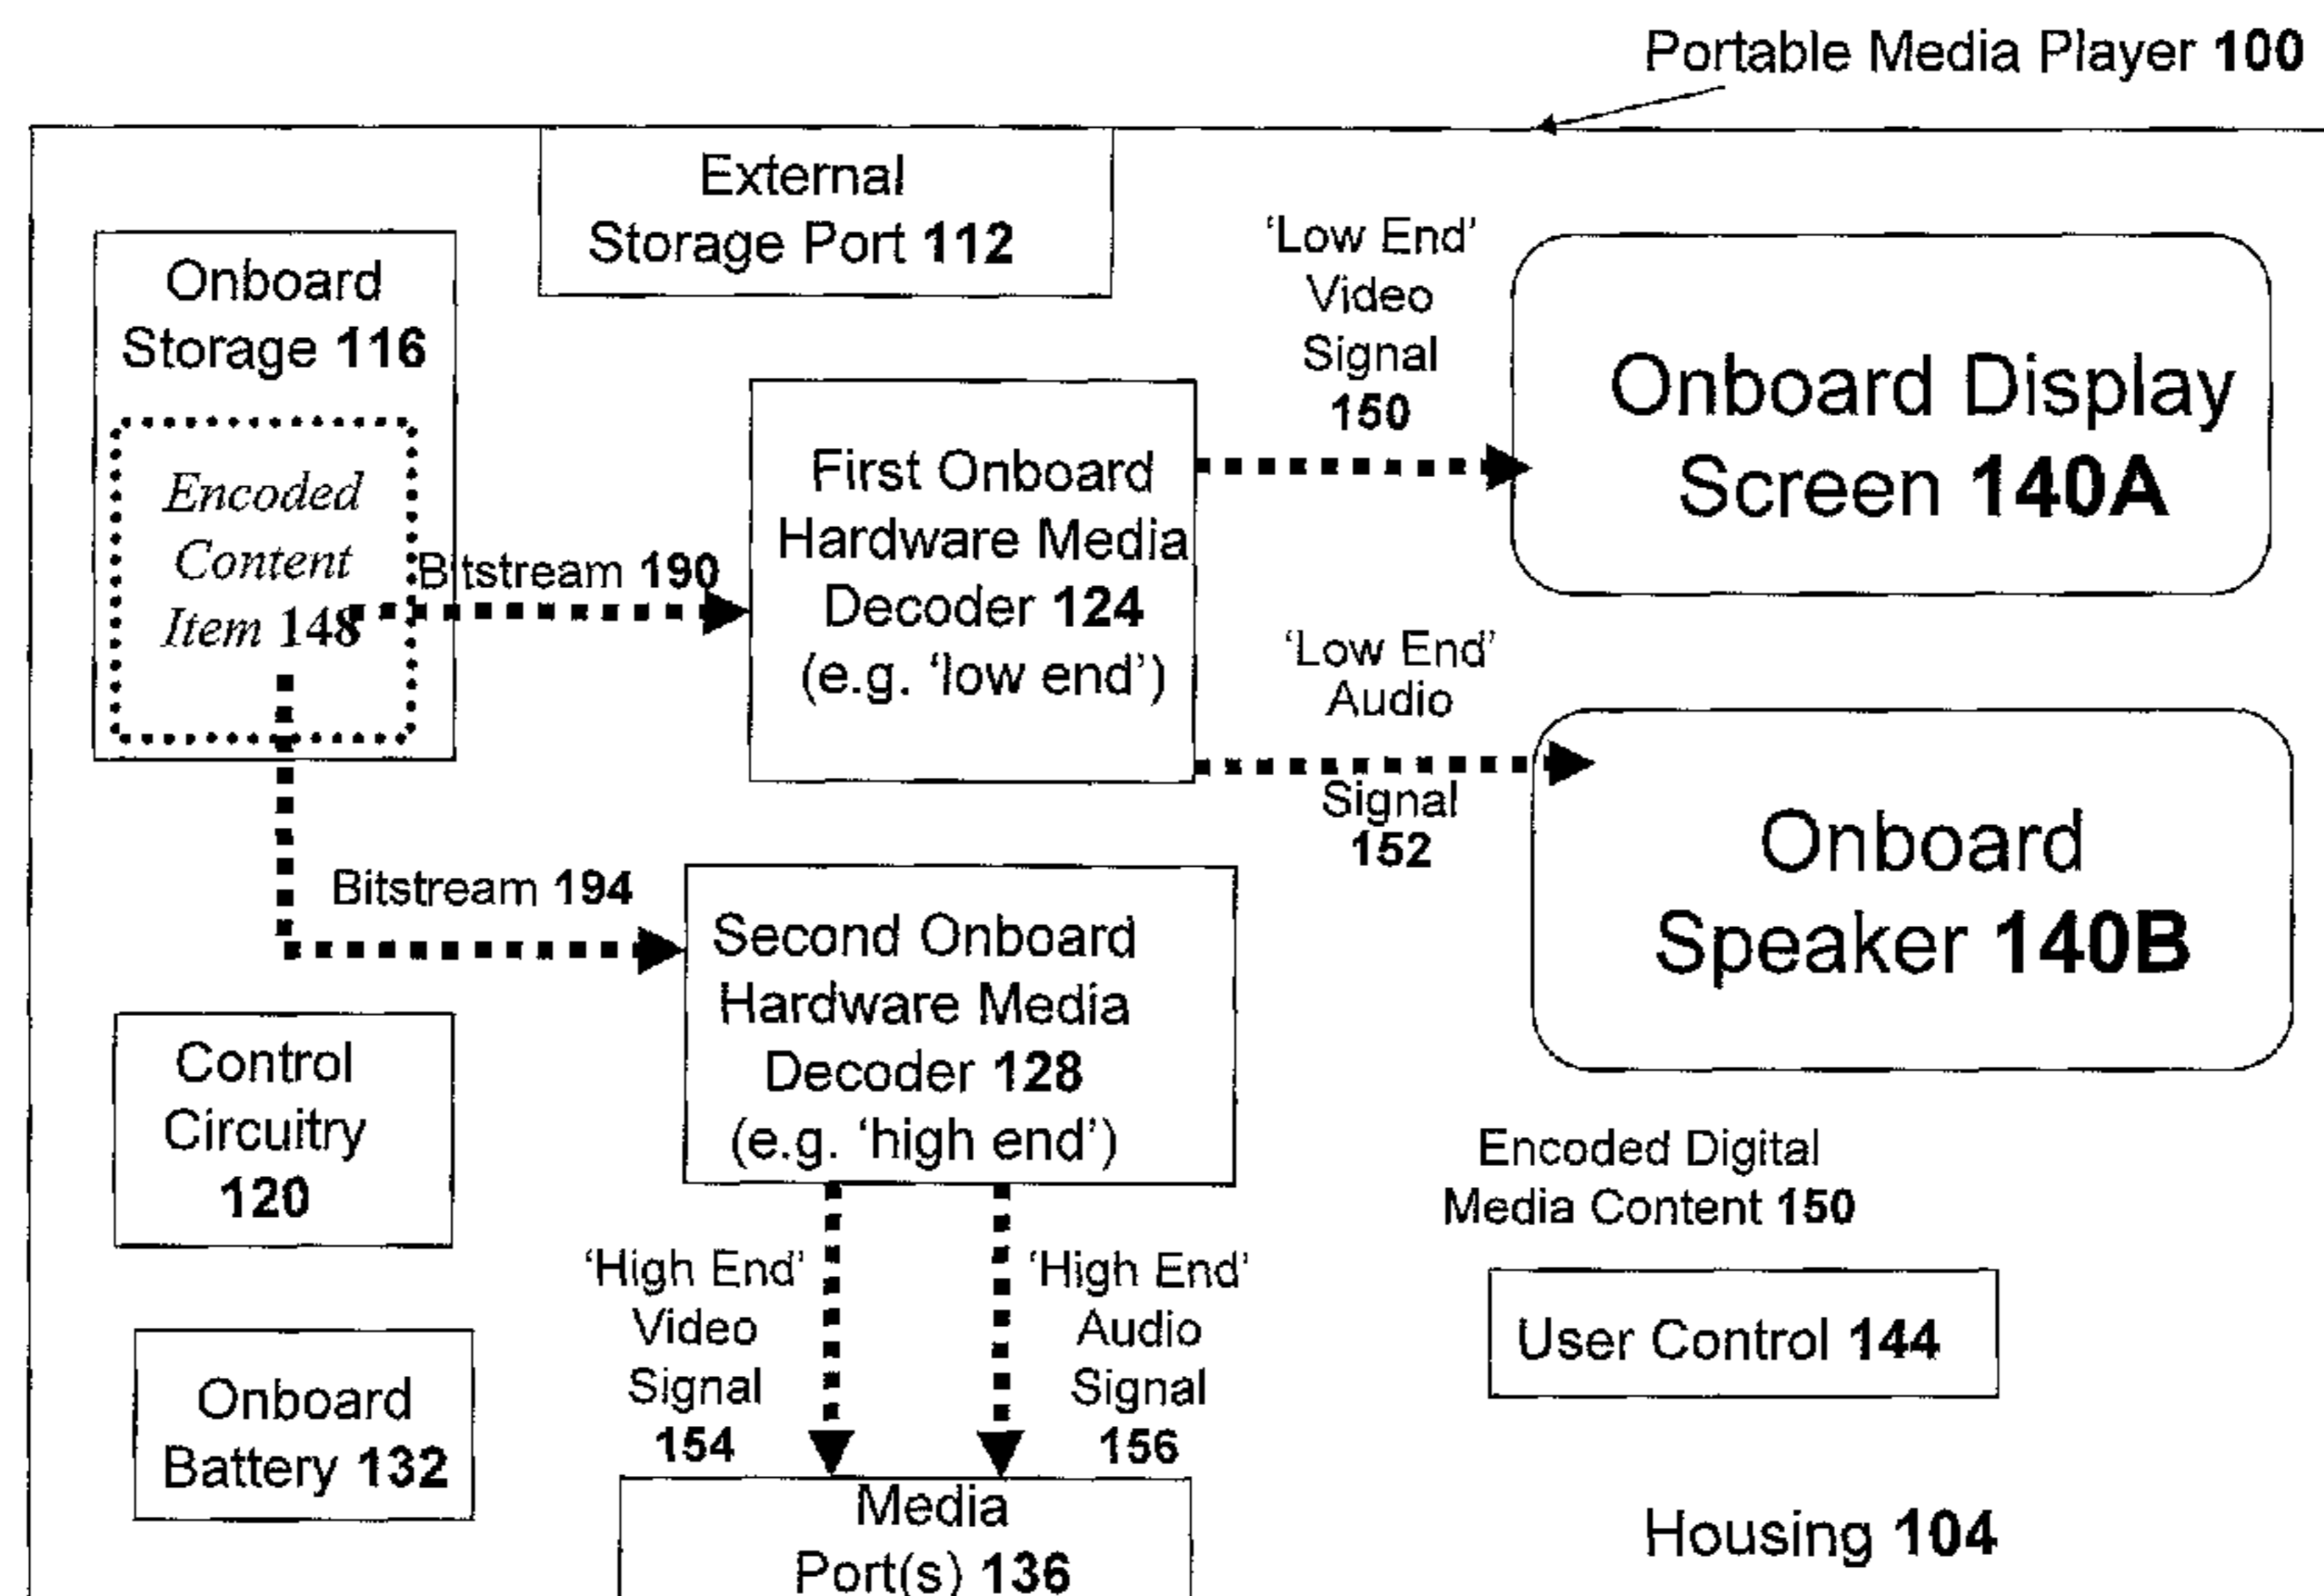 Portable Media Player 100
External
Storage Port 112
Onboard
Storage 116
Encoded
Content
Item 148
Bitstream 190
First Onboard
Hardware Media
Decoder 124
(e.g. 'low end')
'Low End'
Video
Signal
150
Onboard Display
Screen 140A
'Low End'
Audio
Signal
152
Onboard
Speaker 140B
Bitstream 194
Second Onboard
Hardware Media
Decoder 128
(e.g. 'high end')
Control
Circuitry
120
Encoded Digital
Media Content 150
'High End'
Video
Signal
154
'High End'
Audio
Signal
156
User Control 144
Onboard
Battery 132
Media
Port(s) 136
Housing 104